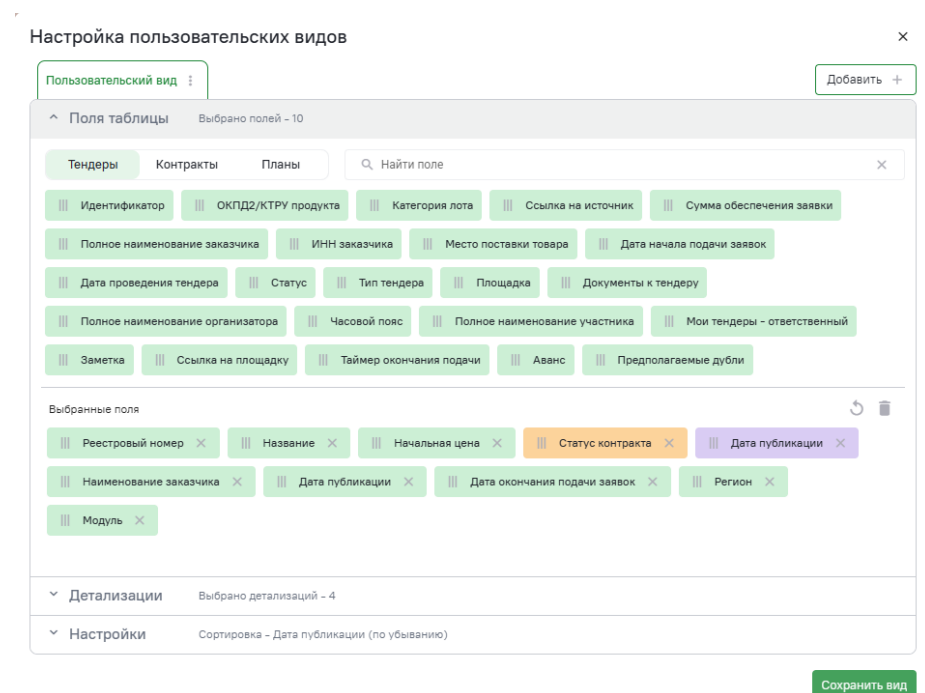 Настройка пользовательских видов
Пользовательский вид
Добавить +
Поля таблицы Выбрано полей - 10
Тендеры Контракты Планы Найти поле
Идентификатор ОКПД2/КТРУ продукта Категория лота Ссылка на источник Сумма обеспечения заявки
Полное наименование заказчика ИНН заказчика Место поставки товара Дата начала подачи заявок
Дата проведения тендера Статус Тип тендера Площадка Документы к тендеру
Полное наименование организатора Часовой пояс Полное наименование участника Мои тендеры - ответственный
Заметка Ссылка на площадку Таймер окончания подачи Аванс Предполагаемые дубли
Выбранные поля
Реестровый номер Название Начальная цена Статус контракта Дата публикации
Наименование заказчика Дата публикации Дата окончания подачи заявок Регион
Модуль
Детализации Выбрано детализаций - 4
Настройки Сортировка - Дата публикации (по убыванию)
Сохранить вид